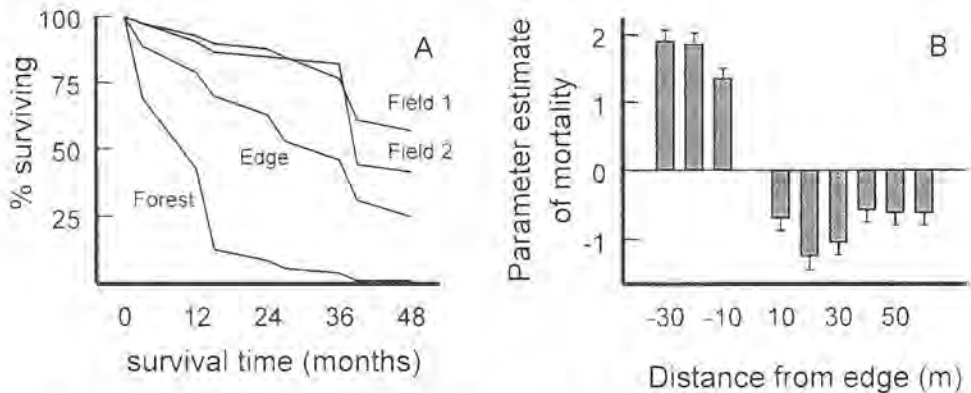 100
75
50
25
% surviving
A
Field 1
Field 2
Edge
Forest
0 12 24 36 48
survival time (months)
2
1
0
-1
Parameter estimate
of mortality
B
-30 -10 10 30 50
Distance from edge (m)